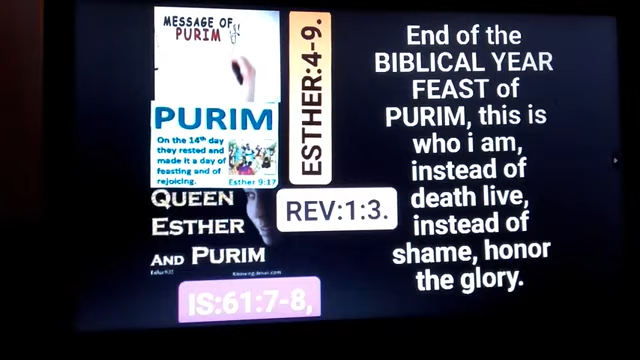 MESSAGE OF
PURIM
PURIM
On the 14th day
they rested and
made it a day of
feasting and of
rejoicing.
Esther 9:17
QUEEN
ESTHER
AND PURIM
ESTHER:4-9.
REV:1:3.
IS:61:7-8,
End of the
BIBLICAL YEAR
FEAST of
PURIM, this is
who i am,
instead of
death live,
instead of
shame, honor
the glory.